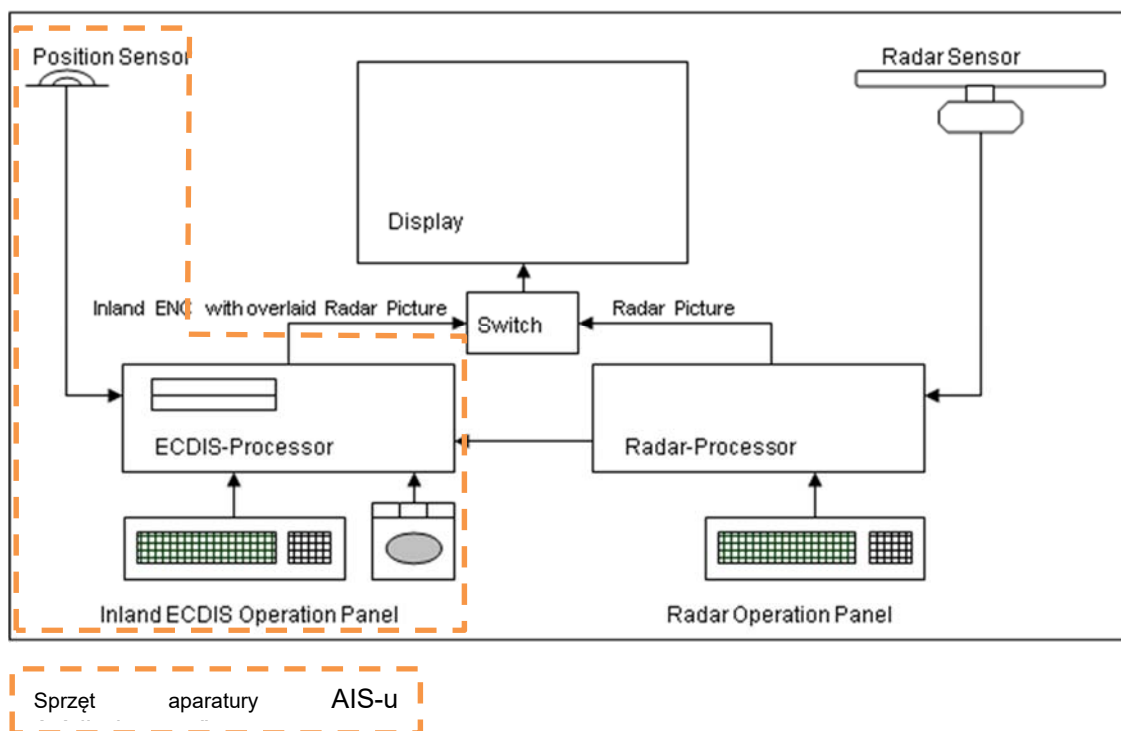 Position Sensor
Radar Sensor
Display
Inland ENC with overlaid Radar Picture
Switch
Radar Picture
ECDIS-Processor
Radar-Processor
Inland ECDIS Operation Panel
Radar Operation Panel
Sprzęt aparatury AIS-u